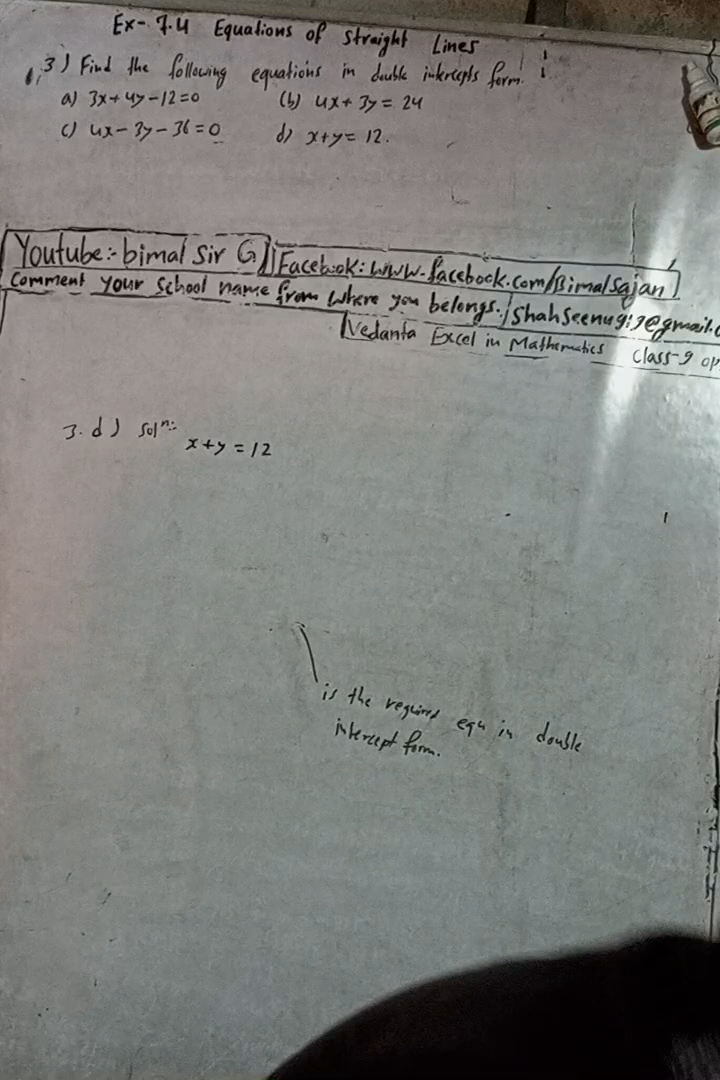 Ex- 7.4 Equations of Straight Lines
3) Find the following equations in double intercepts form.
a) 3x+4y-12=0 (b) 4x+3y=24
c) 4x-3y-36=0 d) x+y=12.
Youtube:- bimal sir G Facebook: www.facebook.com/Bimalsajan
Comment your school name from where you belongs.
Vedanta Excel in Mathematics Class-9
3. d) solⁿ:-
x+y=12
is the required equ in double
intercept form.